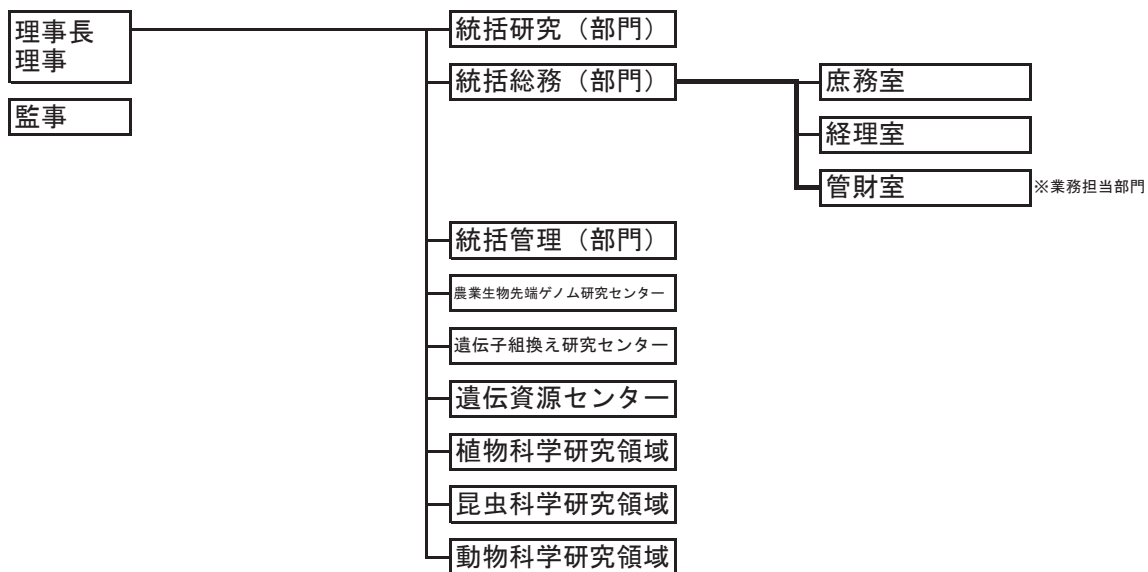 理事長
理事
監事
統括研究（部門）
統括総務（部門）
庶務室
経理室
管財室
※業務担当部門
統括管理（部門）
農業生物先端ゲノム研究センター
遺伝子組換え研究センター
遺伝資源センター
植物科学研究領域
昆虫科学研究領域
動物科学研究領域